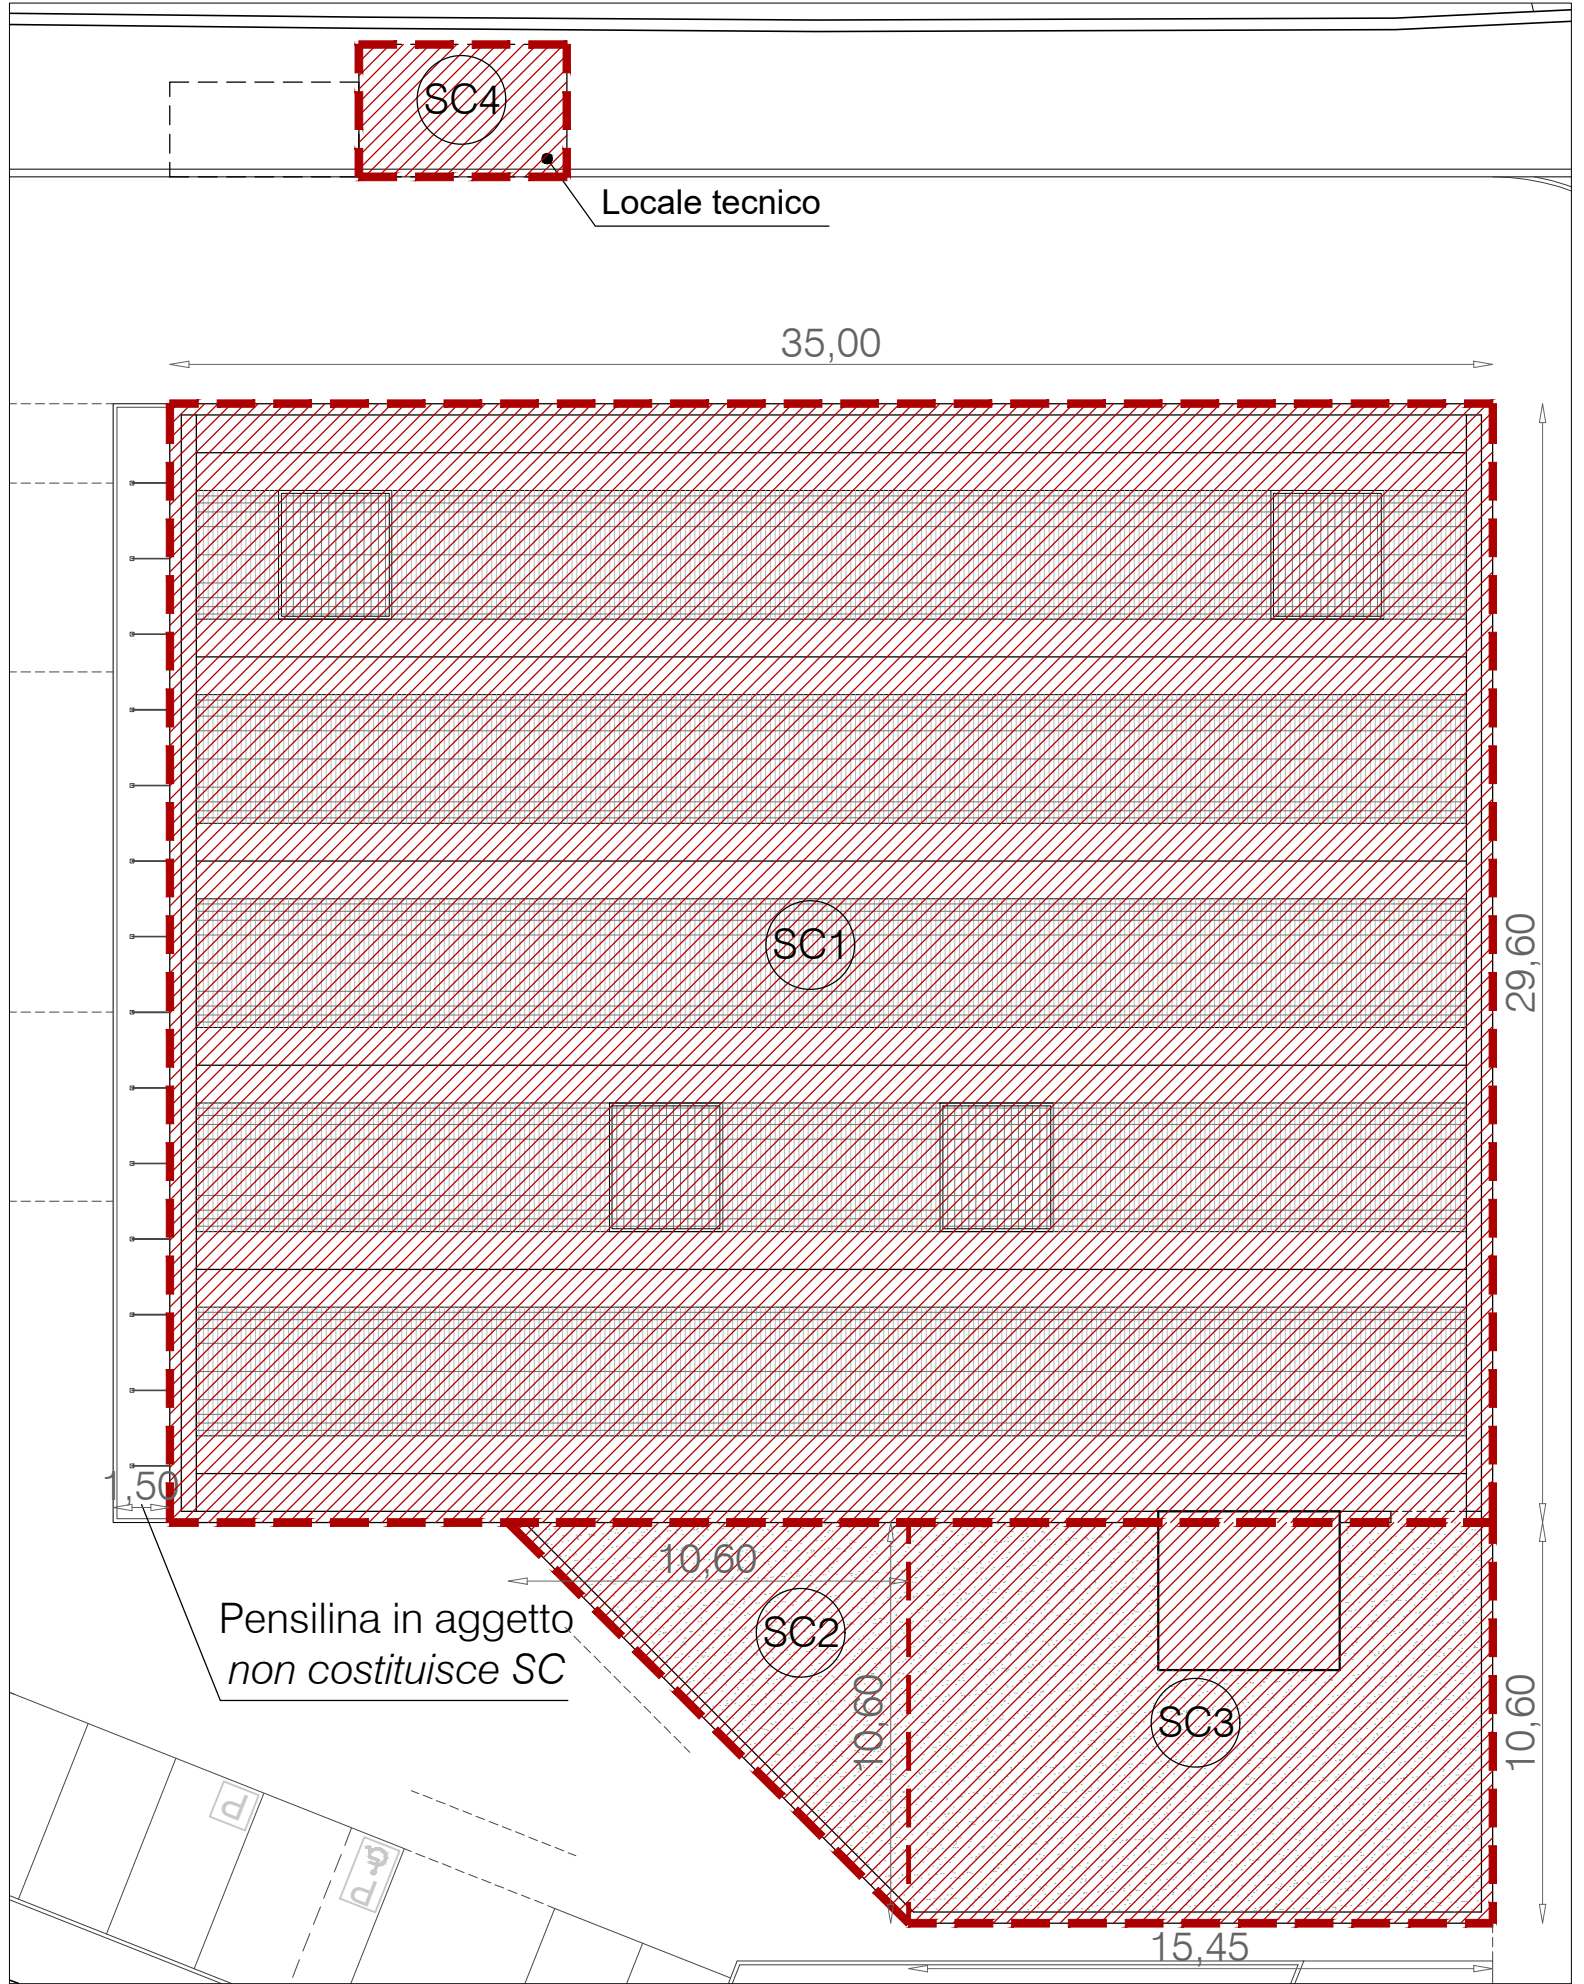 SC4
Locale tecnico
35,00
SC1
29,60
1,50
10,60
Pensilina in aggetto
non costituisce SC
SC2
10,60
SC3
10,60
P
P
15,45